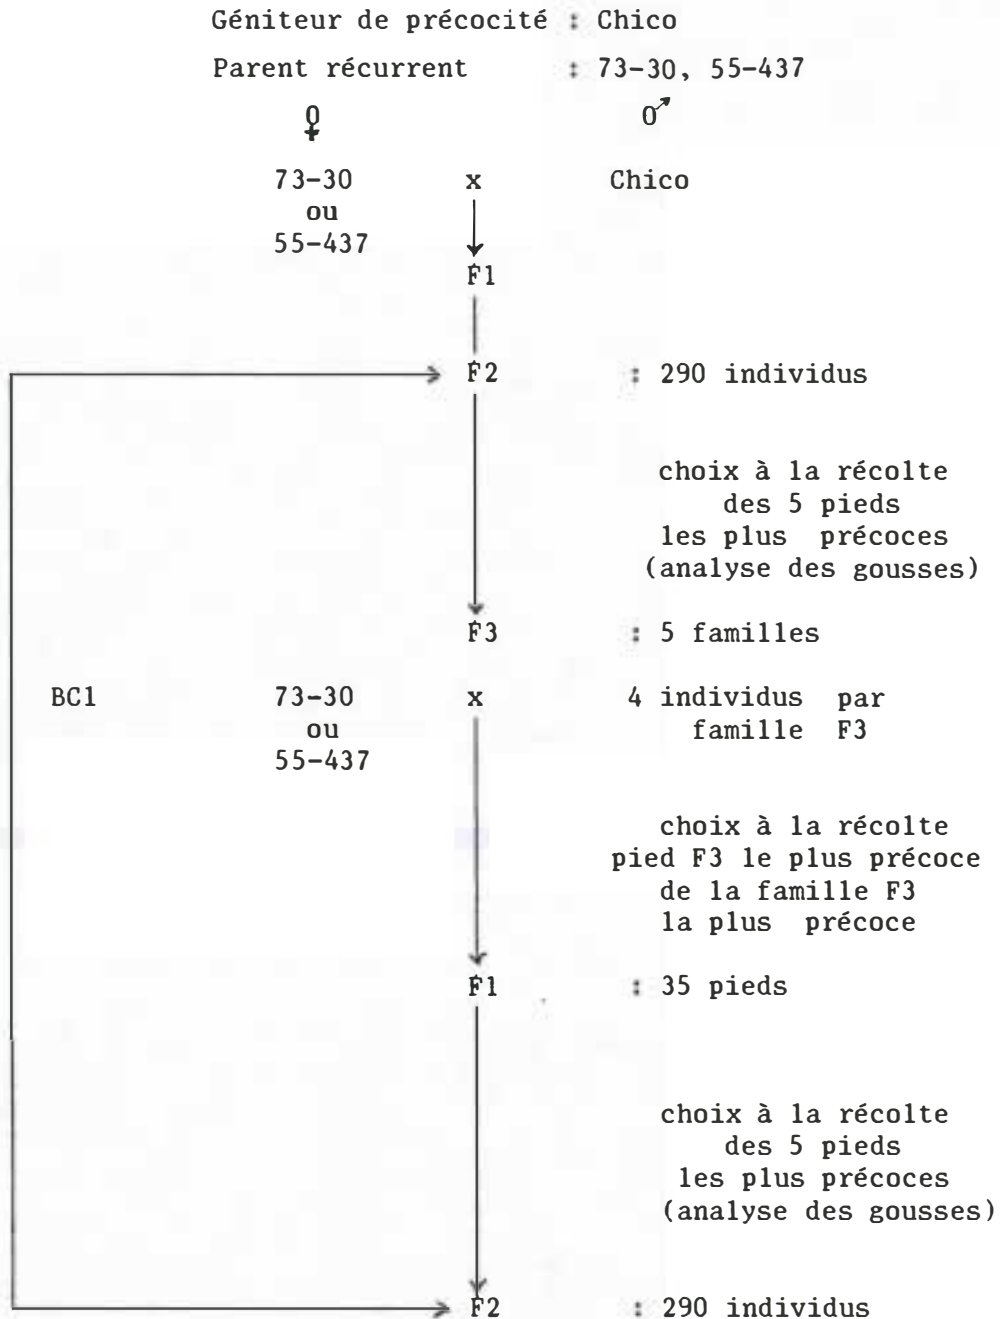 Géniteur de précocité : Chico
Parent récurrent : 73-30, 55-437
♀ ♂
73-30 x Chico
ou
55-437
F1
F2 : 290 individus
choix à la récolte
des 5 pieds
les plus précoces
(analyse des gousses)
F3 : 5 familles
BC1 73-30 x 4 individus par
ou famille F3
55-437
choix à la récolte
pied F3 le plus précoce
de la famille F3
la plus précoce
F1 : 35 pieds
choix à la récolte
des 5 pieds
les plus précoces
(analyse des gousses)
F2 : 290 individus